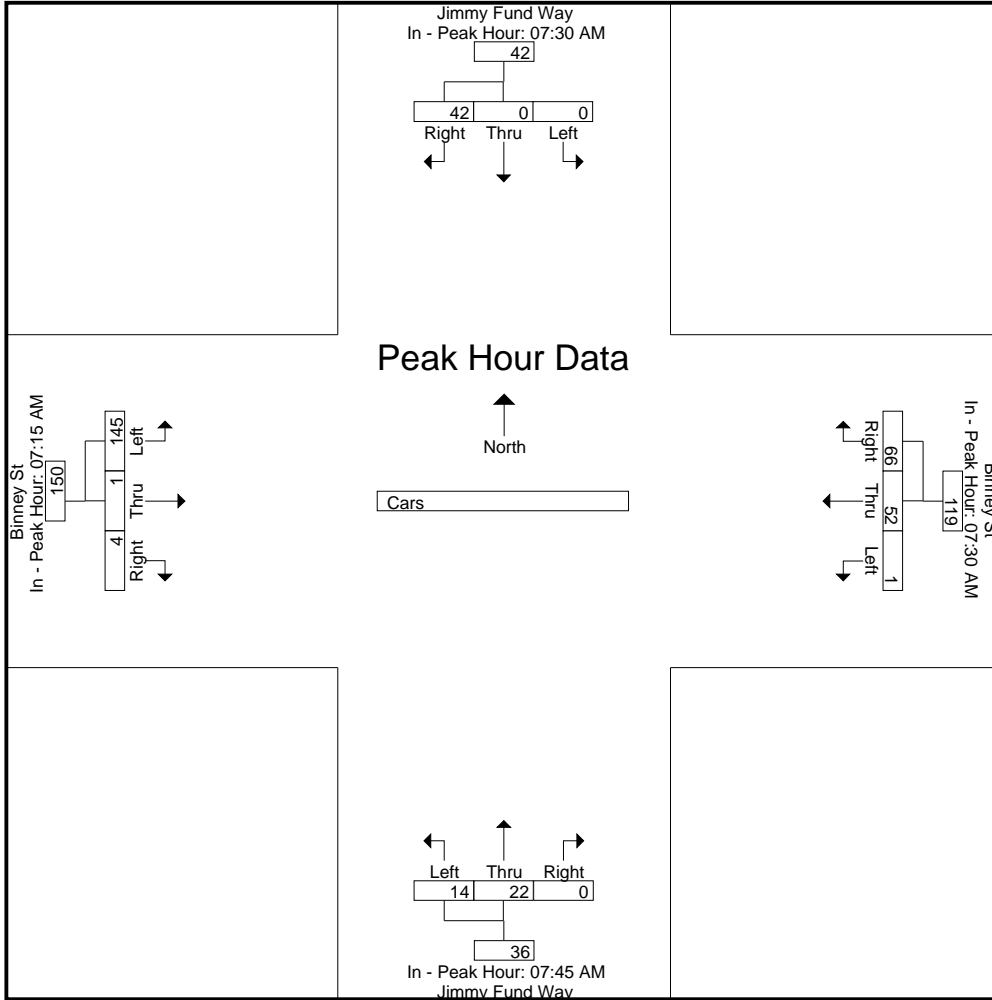 Jimmy Fund Way
In - Peak Hour: 07:30 AM
42
42 0 0
Right Thru Left
Peak Hour Data
North
Cars
Binney St
In - Peak Hour: 07:15 AM
150
145 1 4
Left Thru Right
Binney St
In - Peak Hour: 07:30 AM
119
66 52 1
Right Thru Left
Left Thru Right
14 22 0
36
In - Peak Hour: 07:45 AM
Jimmy Fund Way